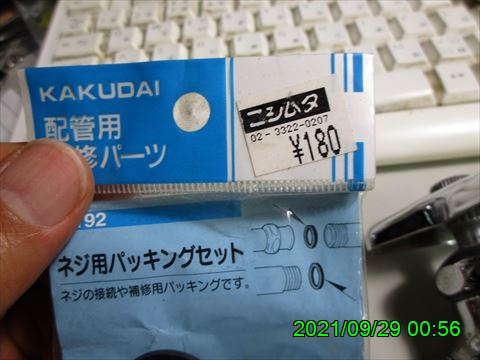 KAKUDAI
配管用
修パーツ
ニシムタ
02-3322-0207
¥180
192
ネジ用パッキングセット
ネジの接続や補修用パッキングです。
2021/09/29 00:56